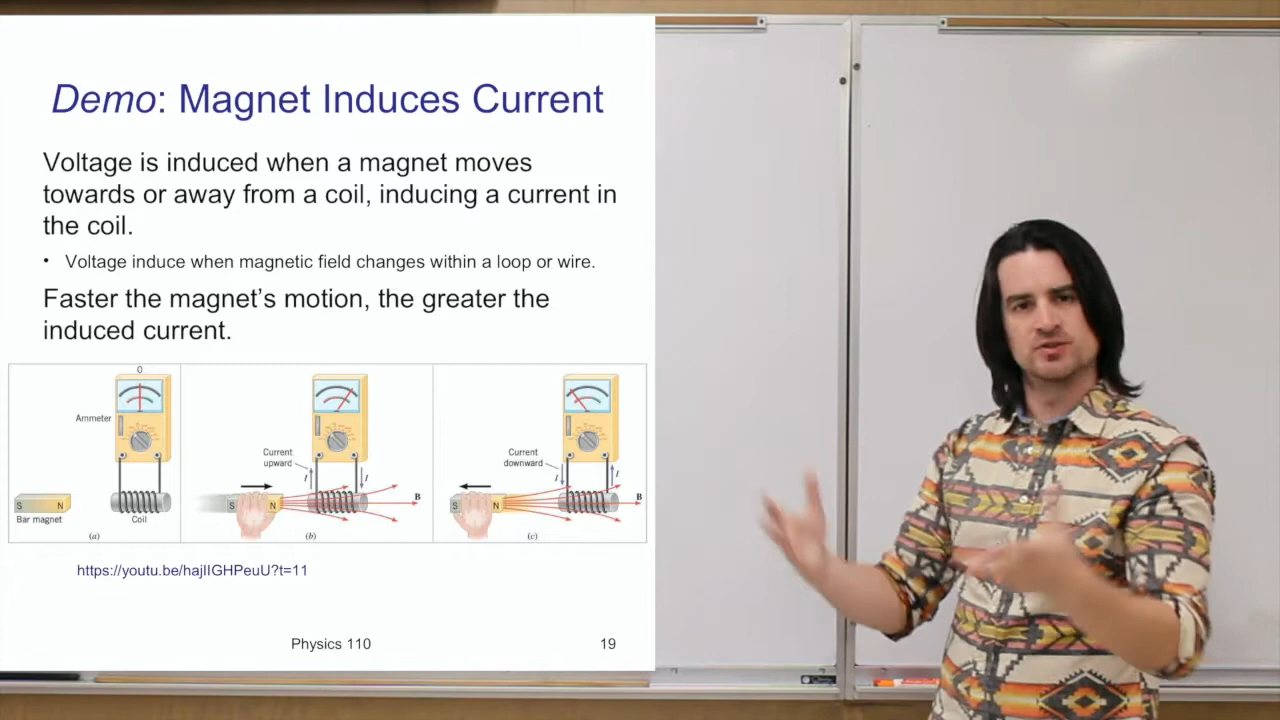 Demo: Magnet Induces Current
Voltage is induced when a magnet moves
towards or away from a coil, inducing a current in
the coil.
• Voltage induce when magnetic field changes within a loop or wire.
Faster the magnet's motion, the greater the
induced current.
0
Ammeter
S N
Bar magnet
Coil
(a)
Current
upward
I I
S N
B
(b)
Current
downward
I I
S N
B
(c)
https://youtu.be/hajIIGHPeuU?t=11
Physics 110
19